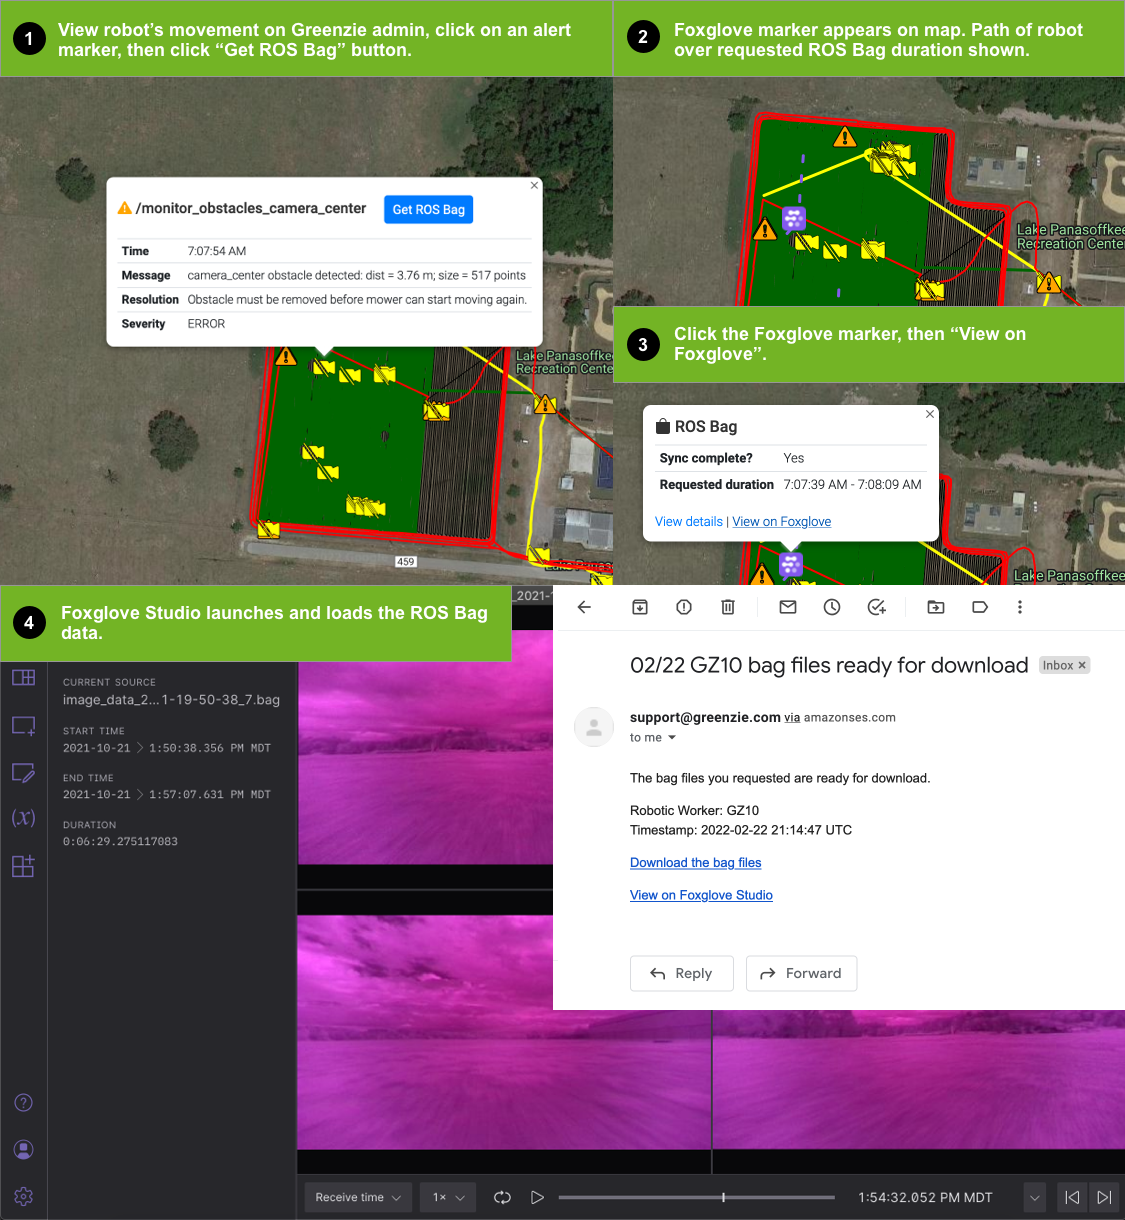 1
View robot's movement on Greenzie admin, click on an alert
marker, then click “Get ROS Bag” button.
/monitor_obstacles_camera_center
Get ROS Bag
Time 7:07:54 AM
Message camera_center obstacle detected: dist = 3.76 m; size = 517 points
Resolution Obstacle must be removed before mower can start moving again.
Severity ERROR
Lake Panasoffkee
Recreation Cente
459
2
Foxglove marker appears on map. Path of robot
over requested ROS Bag duration shown.
Lake Panasoffkee
Recreation Cente
3
Click the Foxglove marker, then “View on
Foxglove”.
ROS Bag
Sync complete? Yes
Requested duration 7:07:39 AM - 7:08:09 AM
View details | View on Foxglove
Lake Panasoffkee
4
Foxglove Studio launches and loads the ROS Bag
data.
_2021-1
CURRENT SOURCE
image_data_2...1-19-50-38_7.bag
START TIME
2021-10-21 > 1:50:38.356 PM MDT
END TIME
2021-10-21 > 1:57:07.631 PM MDT
DURATION
0:06:29.275117083
02/22 GZ10 bag files ready for download
Inbox ×
support@greenzie.com via amazonses.com
to me
The bag files you requested are ready for download.
Robotic Worker: GZ10
Timestamp: 2022-02-22 21:14:47 UTC
Download the bag files
View on Foxglove Studio
Reply
Forward
Receive time
1×
1:54:32.052 PM MDT